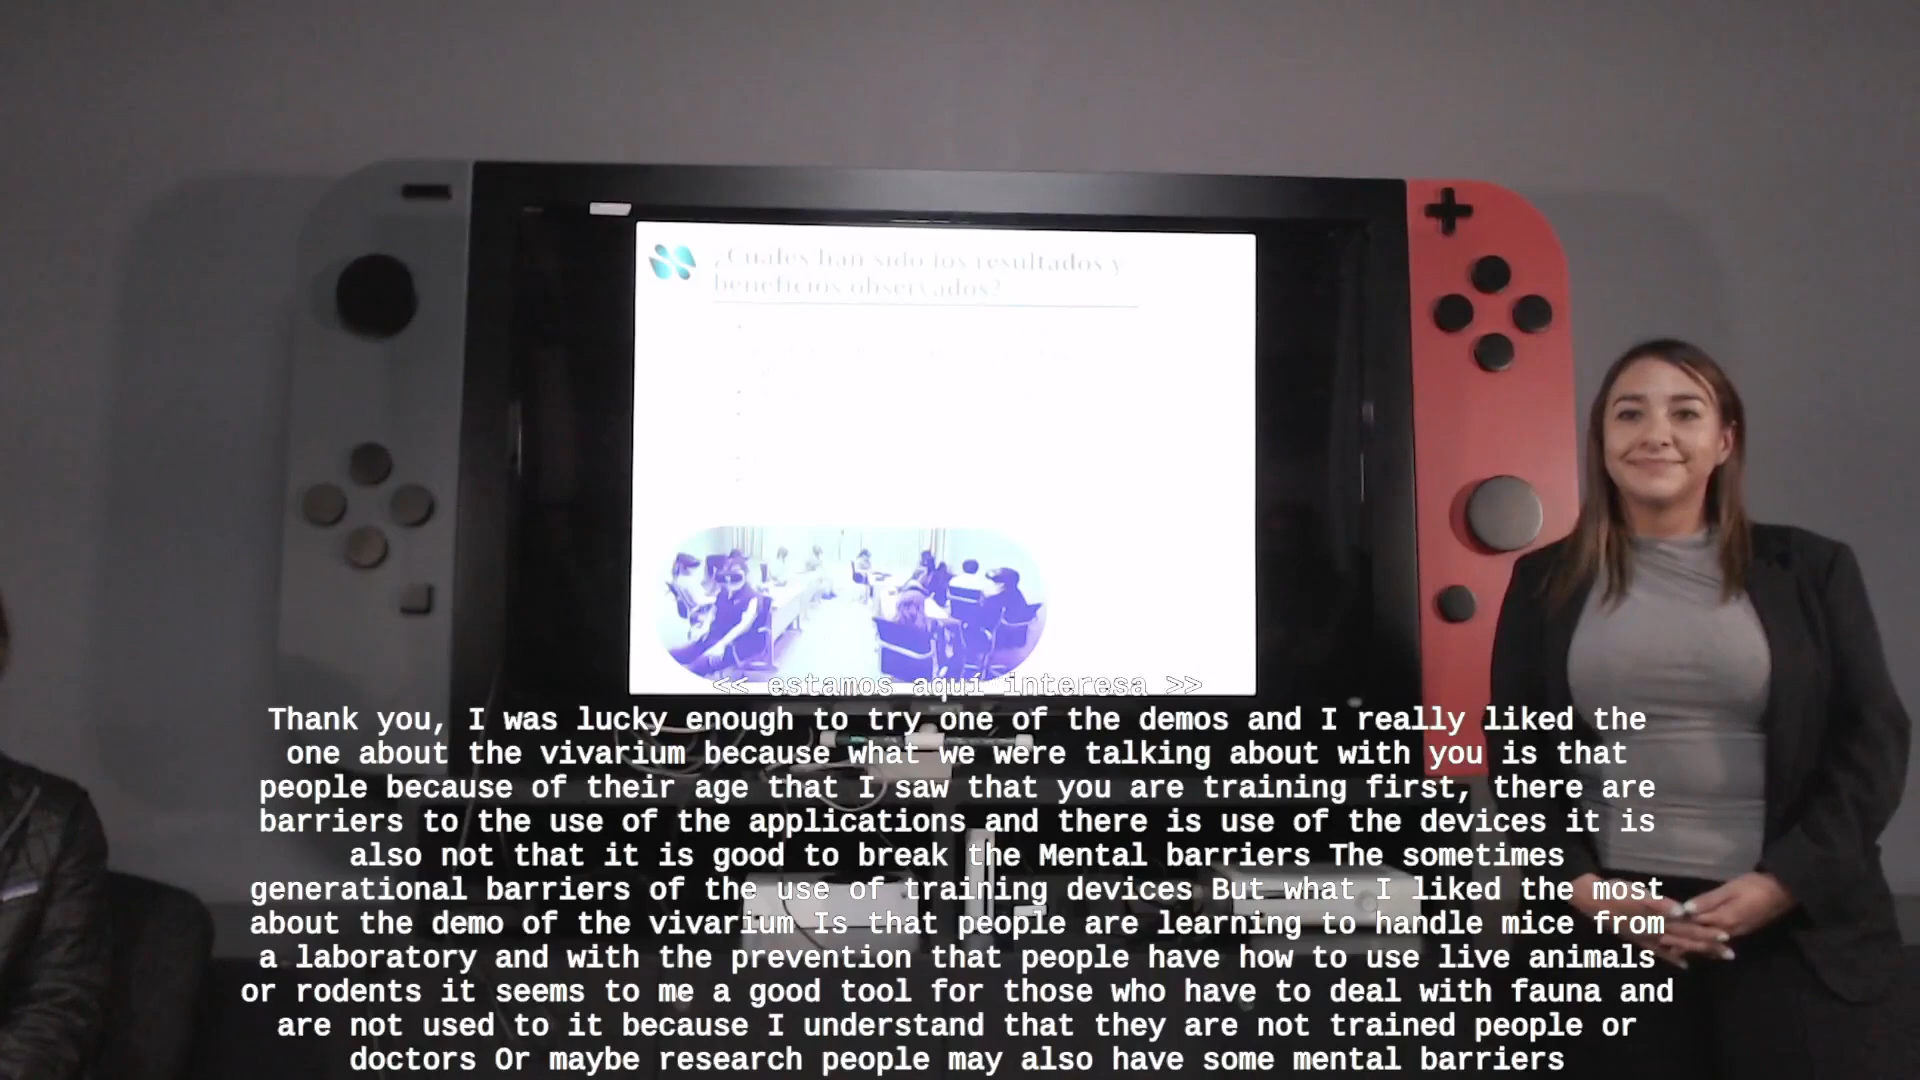 ¿Cuáles han sido los resultados y
beneficios observados?
<< estamos aquí interesa >>
Thank you, I was lucky enough to try one of the demos and I really liked the
one about the vivarium because what we were talking about with you is that
people because of their age that I saw that you are training first, there are
barriers to the use of the applications and there is use of the devices it is
also not that it is good to break the Mental barriers The sometimes
generational barriers of the use of training devices But what I liked the most
about the demo of the vivarium Is that people are learning to handle mice from
a laboratory and with the prevention that people have how to use live animals
or rodents it seems to me a good tool for those who have to deal with fauna and
are not used to it because I understand that they are not trained people or
doctors Or maybe research people may also have some mental barriers